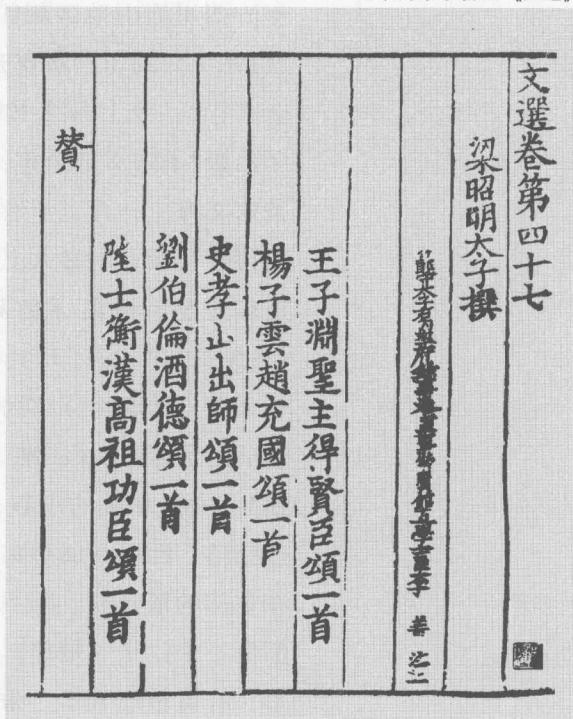 文選卷第四十七
梁昭明太子撰
李善注
王子淵聖主得賢臣頌一首
楊子雲趙充國頌一首
史孝山出師頌一首
劉伯倫酒德頌一首
陸士衡漢高祖功臣頌一首
贊